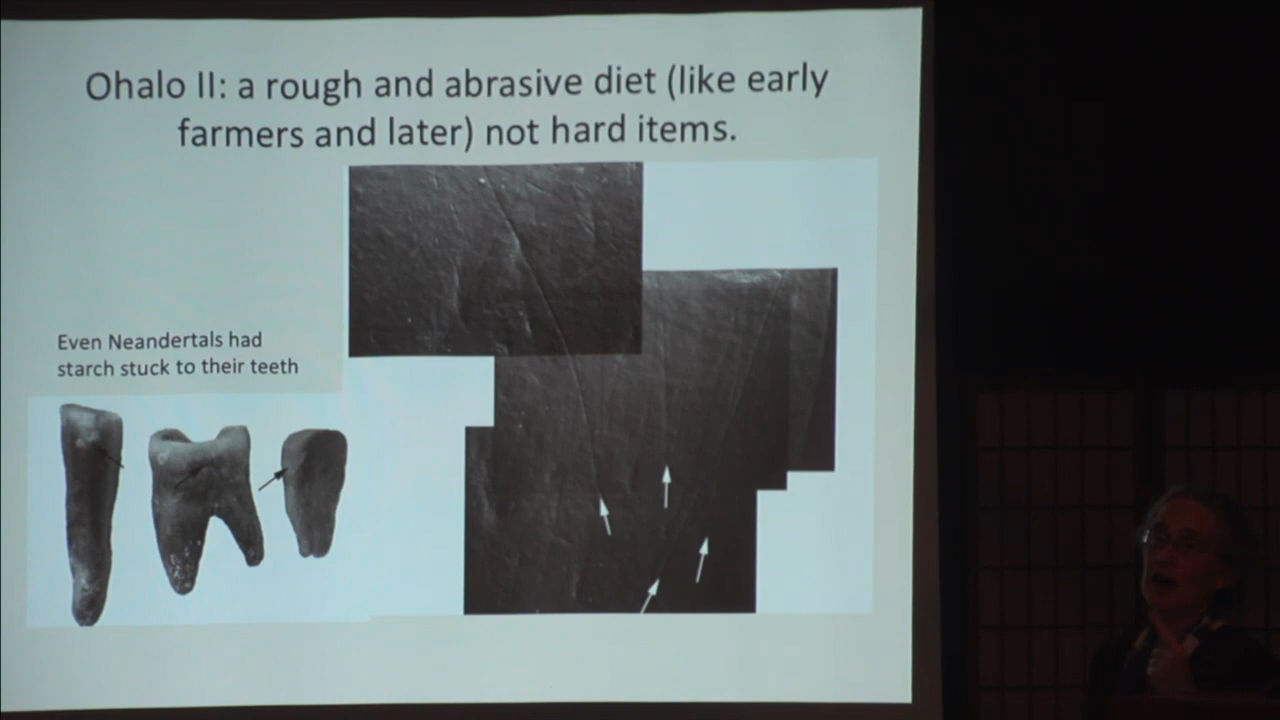 Ohalo II: a rough and abrasive diet (like early
farmers and later) not hard items.
Even Neandertals had
starch stuck to their teeth